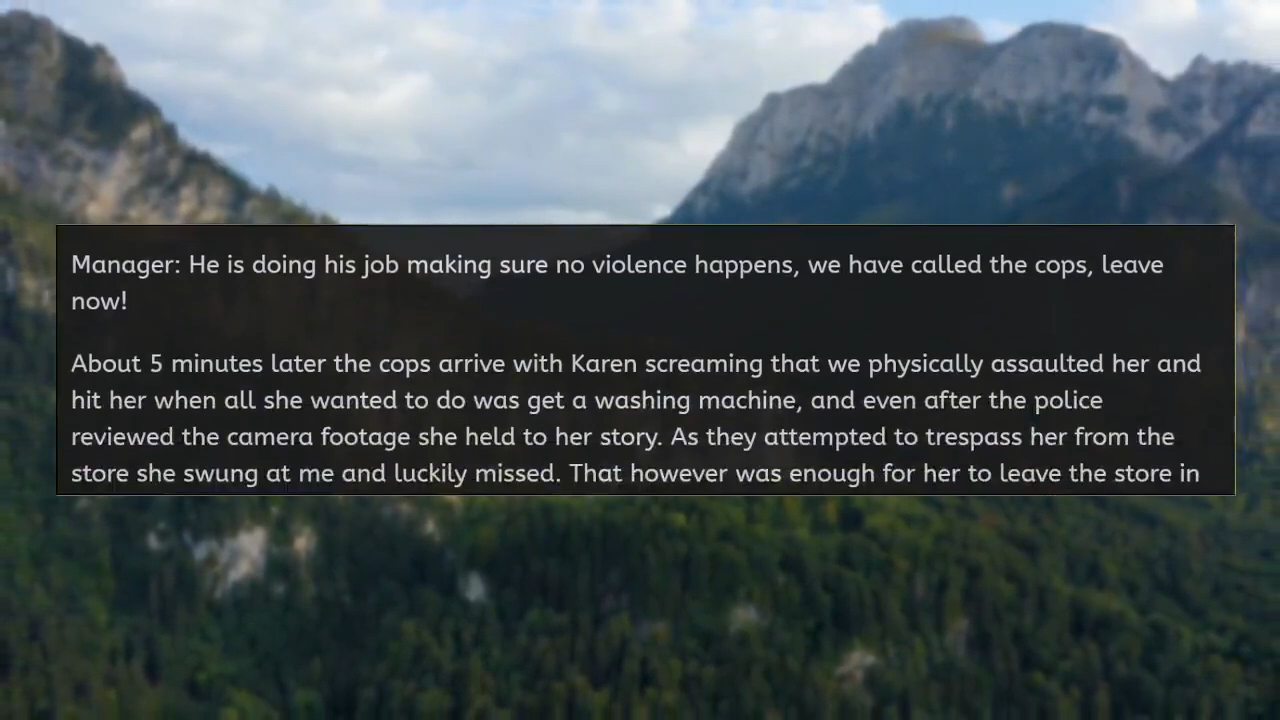 Manager: He is doing his job making sure no violence happens, we have called the cops, leave
now!
About 5 minutes later the cops arrive with Karen screaming that we physically assaulted her and
hit her when all she wanted to do was get a washing machine, and even after the police
reviewed the camera footage she held to her story. As they attempted to trespass her from the
store she swung at me and luckily missed. That however was enough for her to leave the store in